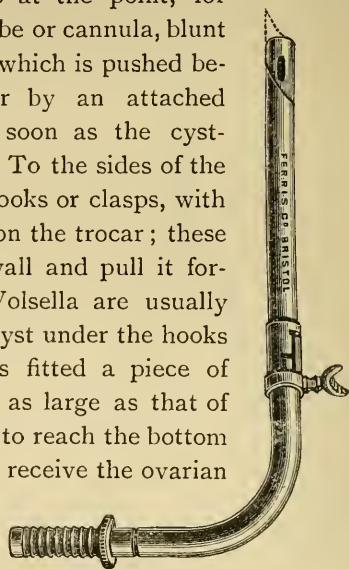 at the point, for
be or cannula, blunt
which is pushed be-
r by an attached
soon as the cyst-
To the sides of the
ooks or clasps, with
on the trocar; these
vall and pull it for-
Volsella are usually
yst under the hooks
s fitted a piece of
as large as that of
to reach the bottom
receive the ovarian
FERRIS Co BRISTOL